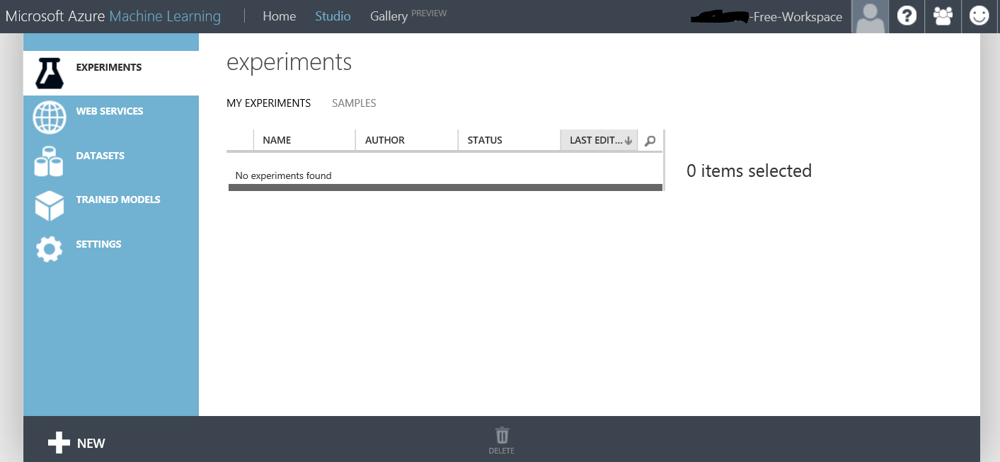 Microsoft Azure Machine Learning | Home Studio Gallery PREVIEW -Free-Workspace
EXPERIMENTS
WEB SERVICES
DATASETS
TRAINED MODELS
SETTINGS
experiments
MY EXPERIMENTS SAMPLES
NAME AUTHOR STATUS LAST EDIT...
No experiments found
0 items selected
NEW
DELETE